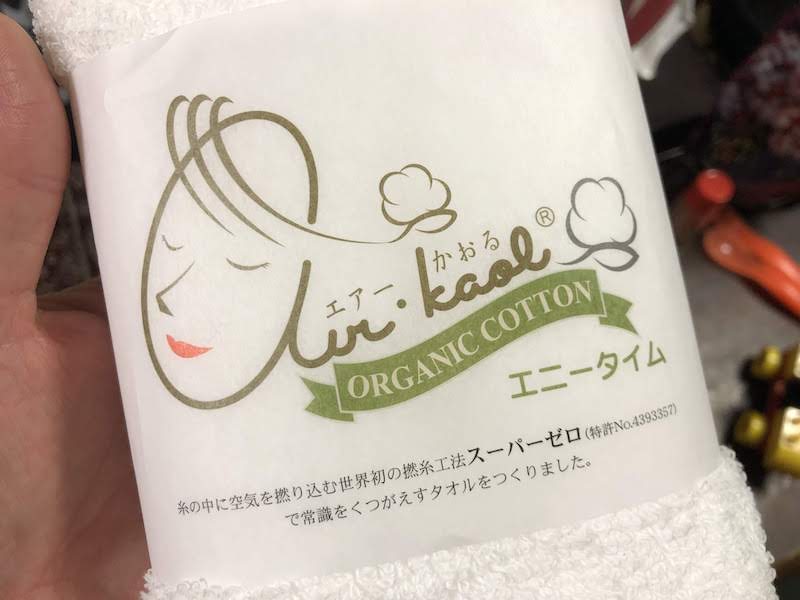 エアー かおる
air・kaol®
ORGANIC COTTON
エニータイム
糸の中に空気を撚り込む世界初の撚糸工法スーパーゼロ(特許No.4393357)
で常識をくつがえすタオルをつくりました。